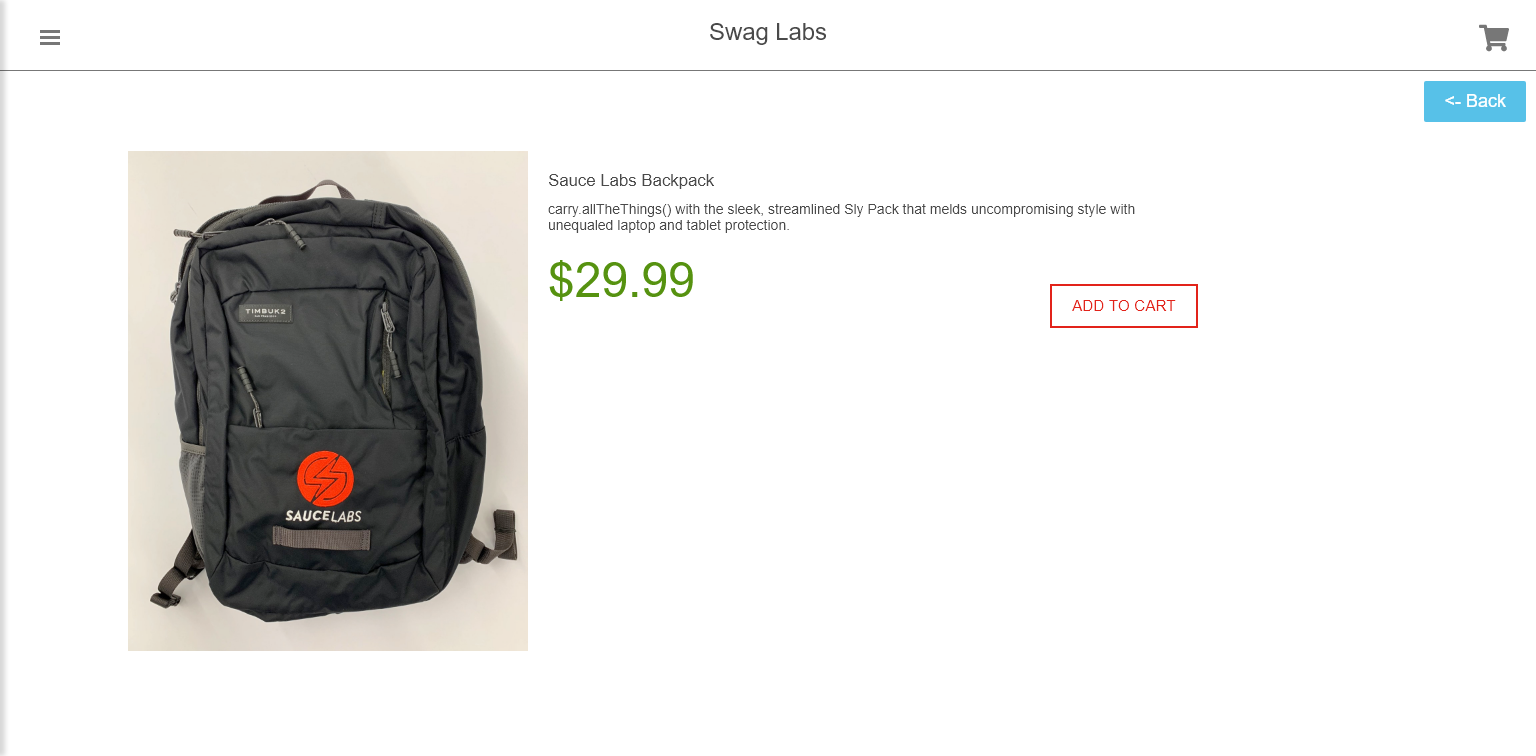 Swag Labs
<- Back
Sauce Labs Backpack
carry.allTheThings() with the sleek, streamlined Sly Pack that melds uncompromising style with
unequaled laptop and tablet protection.
$29.99
ADD TO CART
TIMBUK2
SAUCELABS